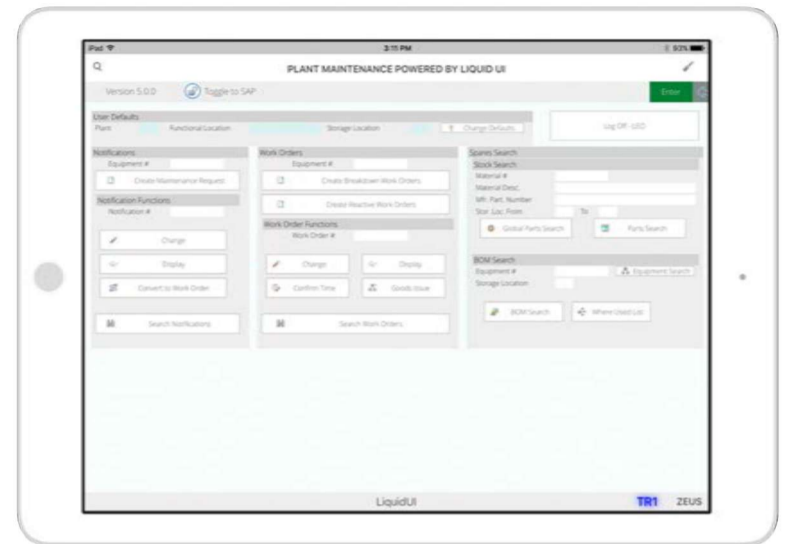 iPad 3:11 PM 93%
PLANT MAINTENANCE POWERED BY LIQUID UI
Version 5.0.0 Toggle to SAP Enter
User Defaults
Plant Functional Location Storage Location Change Defaults
Log Off - USD
Notifications
Equipment #
Create Maintenance Request
Notification Functions
Notification #
Change
Display
Convert to Work Order
Search Notifications
Work Orders
Equipment #
Create Breakdown Work Orders
Create Reactive Work Orders
Work Order Functions
Work Order #
Change Display
Confirm Time Goods Issue
Search Work Orders
Spares Search
Stock Search
Material #
Material Desc.
Mfr. Part. Number
Stor. Loc. From To
Global Parts Search Parts Search
BOM Search
Equipment # Equipment Search
Storage Location
BOM Search Where Used List
LiquidUI TR1 ZEUS